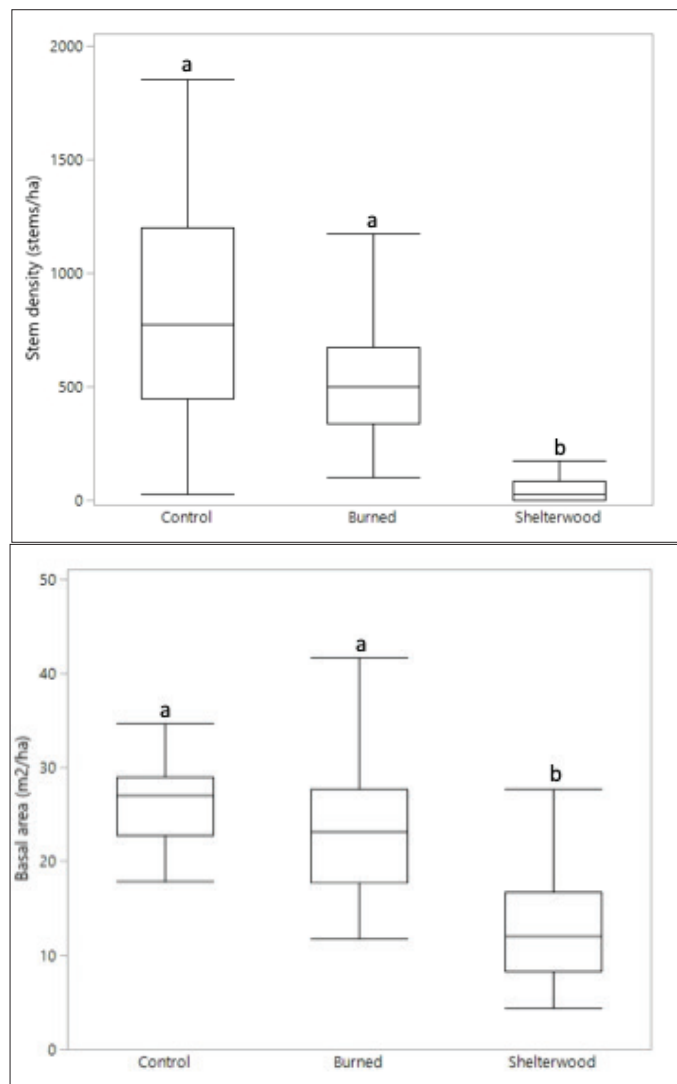 2000
a
1500
a
1000
500
b
0
Stem density (stems/ha)
Control Burned Shelterwood
50
a
40
a
30
b
20
10
0
Basal area (m2/ha)
Control Burned Shelterwood